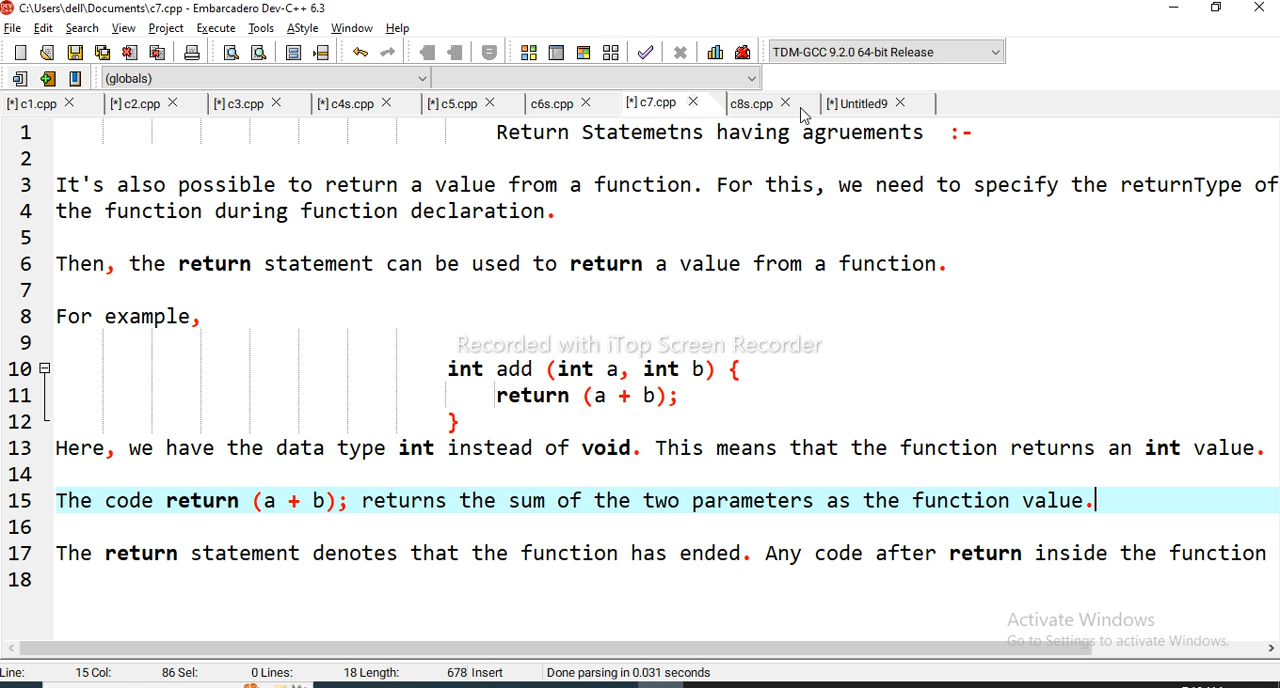 C:\Users\dell\Documents\c7.cpp - Embarcadero Dev-C++ 6.3
File Edit Search View Project Execute Tools AStyle Window Help
TDM-GCC 9.2.0 64-bit Release
(globals)
[*] c1.cpp [*] c2.cpp [*] c3.cpp [*] c4s.cpp [*] c5.cpp c6s.cpp [*] c7.cpp c8s.cpp [*] Untitled9
1 Return Statemetns having agruements :-
2
3 It's also possible to return a value from a function. For this, we need to specify the returnType of
4 the function during function declaration.
5
6 Then, the return statement can be used to return a value from a function.
7
8 For example,
9
Recorded with iTop Screen Recorder
10 int add (int a, int b) {
11 return (a + b);
12 }
13 Here, we have the data type int instead of void. This means that the function returns an int value.
14
15 The code return (a + b); returns the sum of the two parameters as the function value.
16
17 The return statement denotes that the function has ended. Any code after return inside the function
18
Activate Windows
Go to Settings to activate Windows.
Line: 15 Col: 86 Sel: 0 Lines: 18 Length: 678 Insert Done parsing in 0.031 seconds